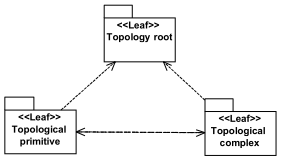 <<Leaf>>
Topology root
<<Leaf>>
Topological
primitive
<<Leaf>>
Topological
complex